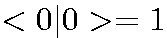 < 0|0 > = 1